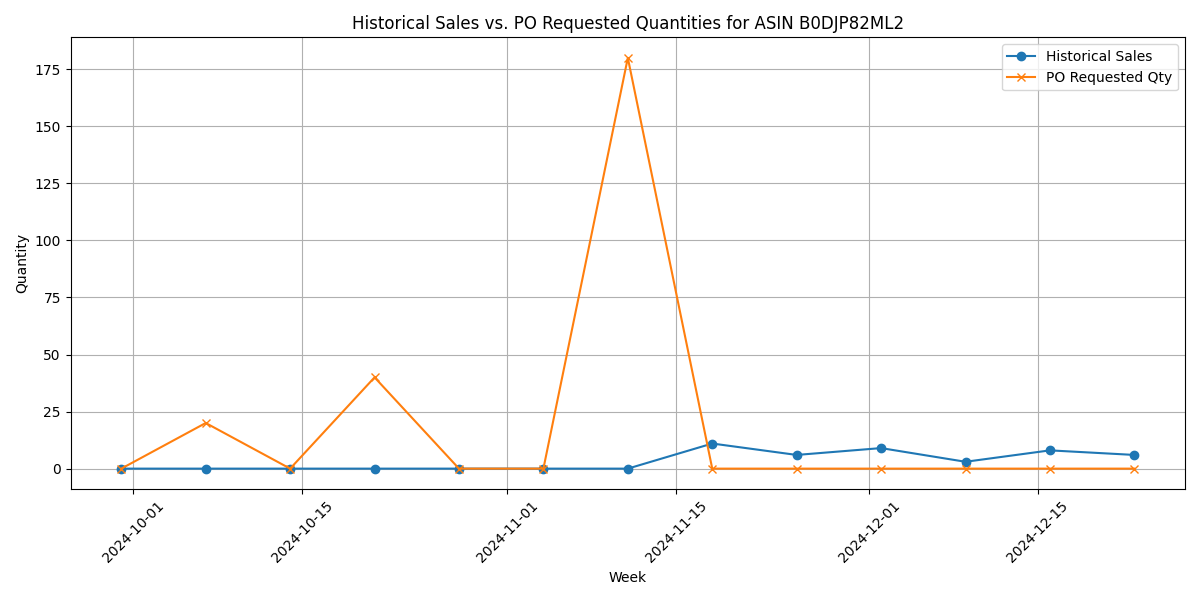 Historical Sales vs. PO Requested Quantities for ASIN B0DJP82ML2
Historical Sales
PO Requested Qty
Quantity
175
150
125
100
75
50
25
0
2024-10-01
2024-10-15
2024-11-01
2024-11-15
2024-12-01
2024-12-15
Week